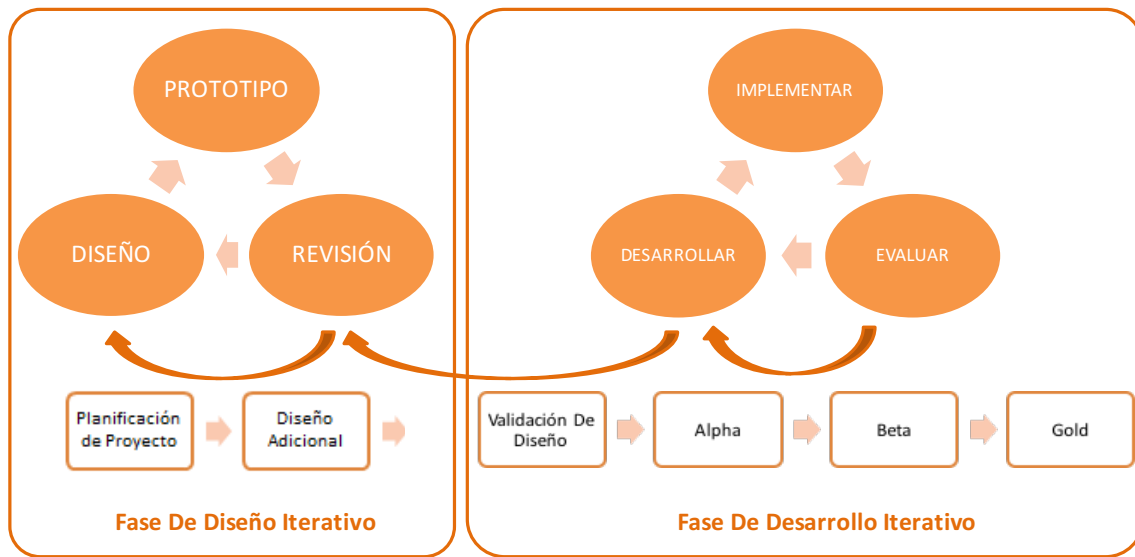 PROTOTIPO
DISEÑO
REVISIÓN
Planificación
de Proyecto
Diseño
Adicional
Fase De Diseño Iterativo
IMPLEMENTAR
DESARROLLAR
EVALUAR
Validación De
Diseño
Alpha
Beta
Gold
Fase De Desarrollo Iterativo